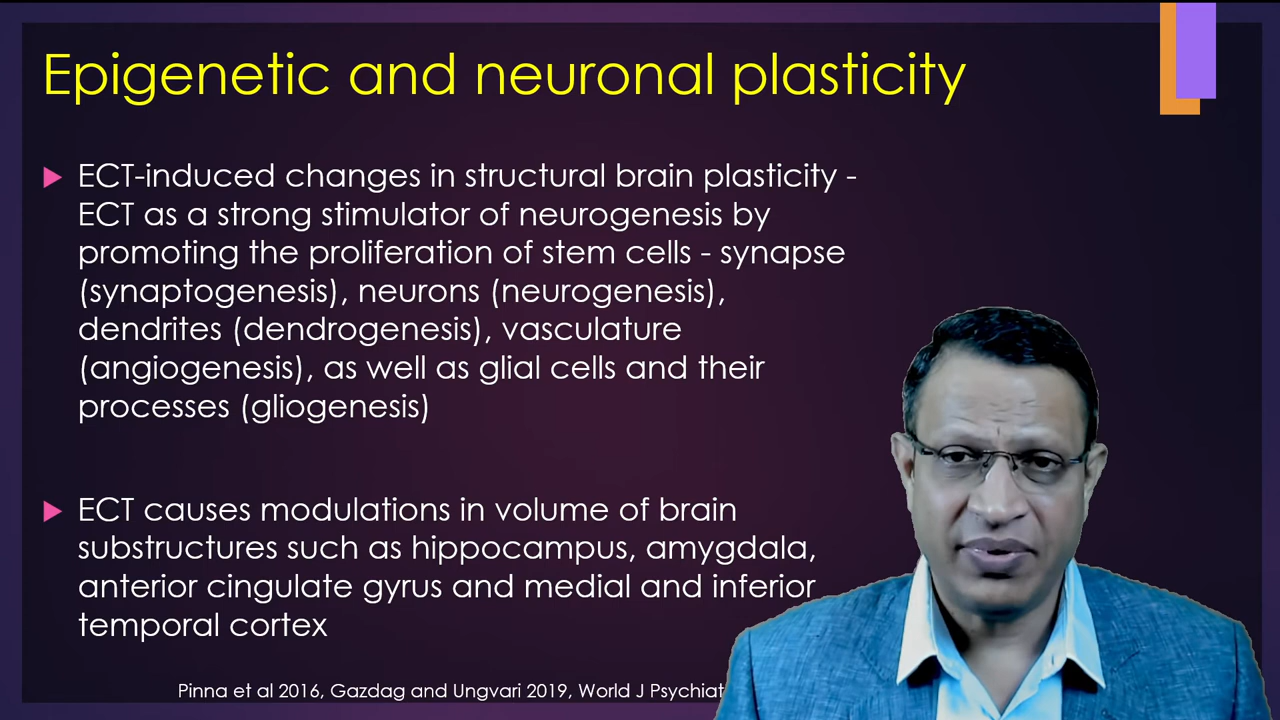 Epigenetic and neuronal plasticity
ECT-induced changes in structural brain plasticity -
ECT as a strong stimulator of neurogenesis by
promoting the proliferation of stem cells - synapse
(synaptogenesis), neurons (neurogenesis),
dendrites (dendrogenesis), vasculature
(angiogenesis), as well as glial cells and their
processes (gliogenesis)
ECT causes modulations in volume of brain
substructures such as hippocampus, amygdala,
anterior cingulate gyrus and medial and inferior
temporal cortex
Pinna et al 2016, Gazdag and Ungvari 2019, World J Psychiat